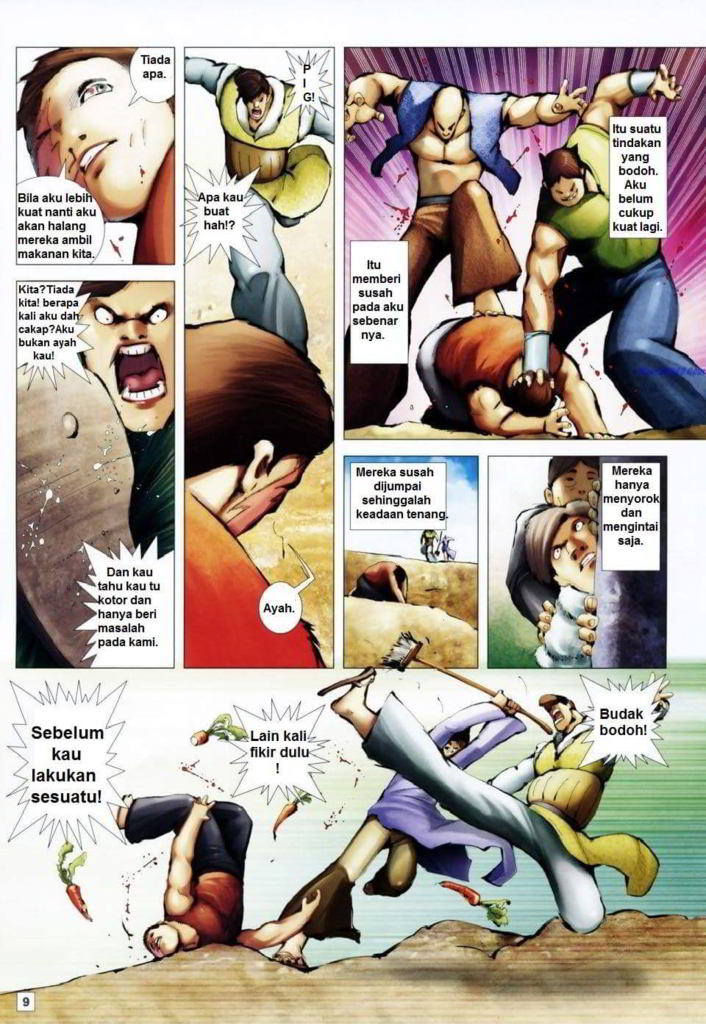 Tiada
apa.
Bila aku lebih
kuat nanti aku
akan halang
mereka ambil
makanan kita.
P
I
G!
Apa kau
buat
hah!?
Itu suatu
tindakan
yang
bodoh.
Aku
belum
cukup
kuat lagi.
Itu
memberi
susah
pada aku
sebenar
nya.
Kita?Tiada
kita! berapa
kali aku dah
cakap?Aku
bukan ayah
kau!
Dan kau
tahu kau tu
kotor dan
hanya beri
masalah
pada kami.
Ayah.
Mereka susah
dijumpai
sehinggalah
keadaan tenang.
Mereka
hanya
menyorok
dan
mengintai
saja.
Sebelum
kau
lakukan
sesuatu!
Lain kali
fikir dulu
!
Budak
bodoh!
9